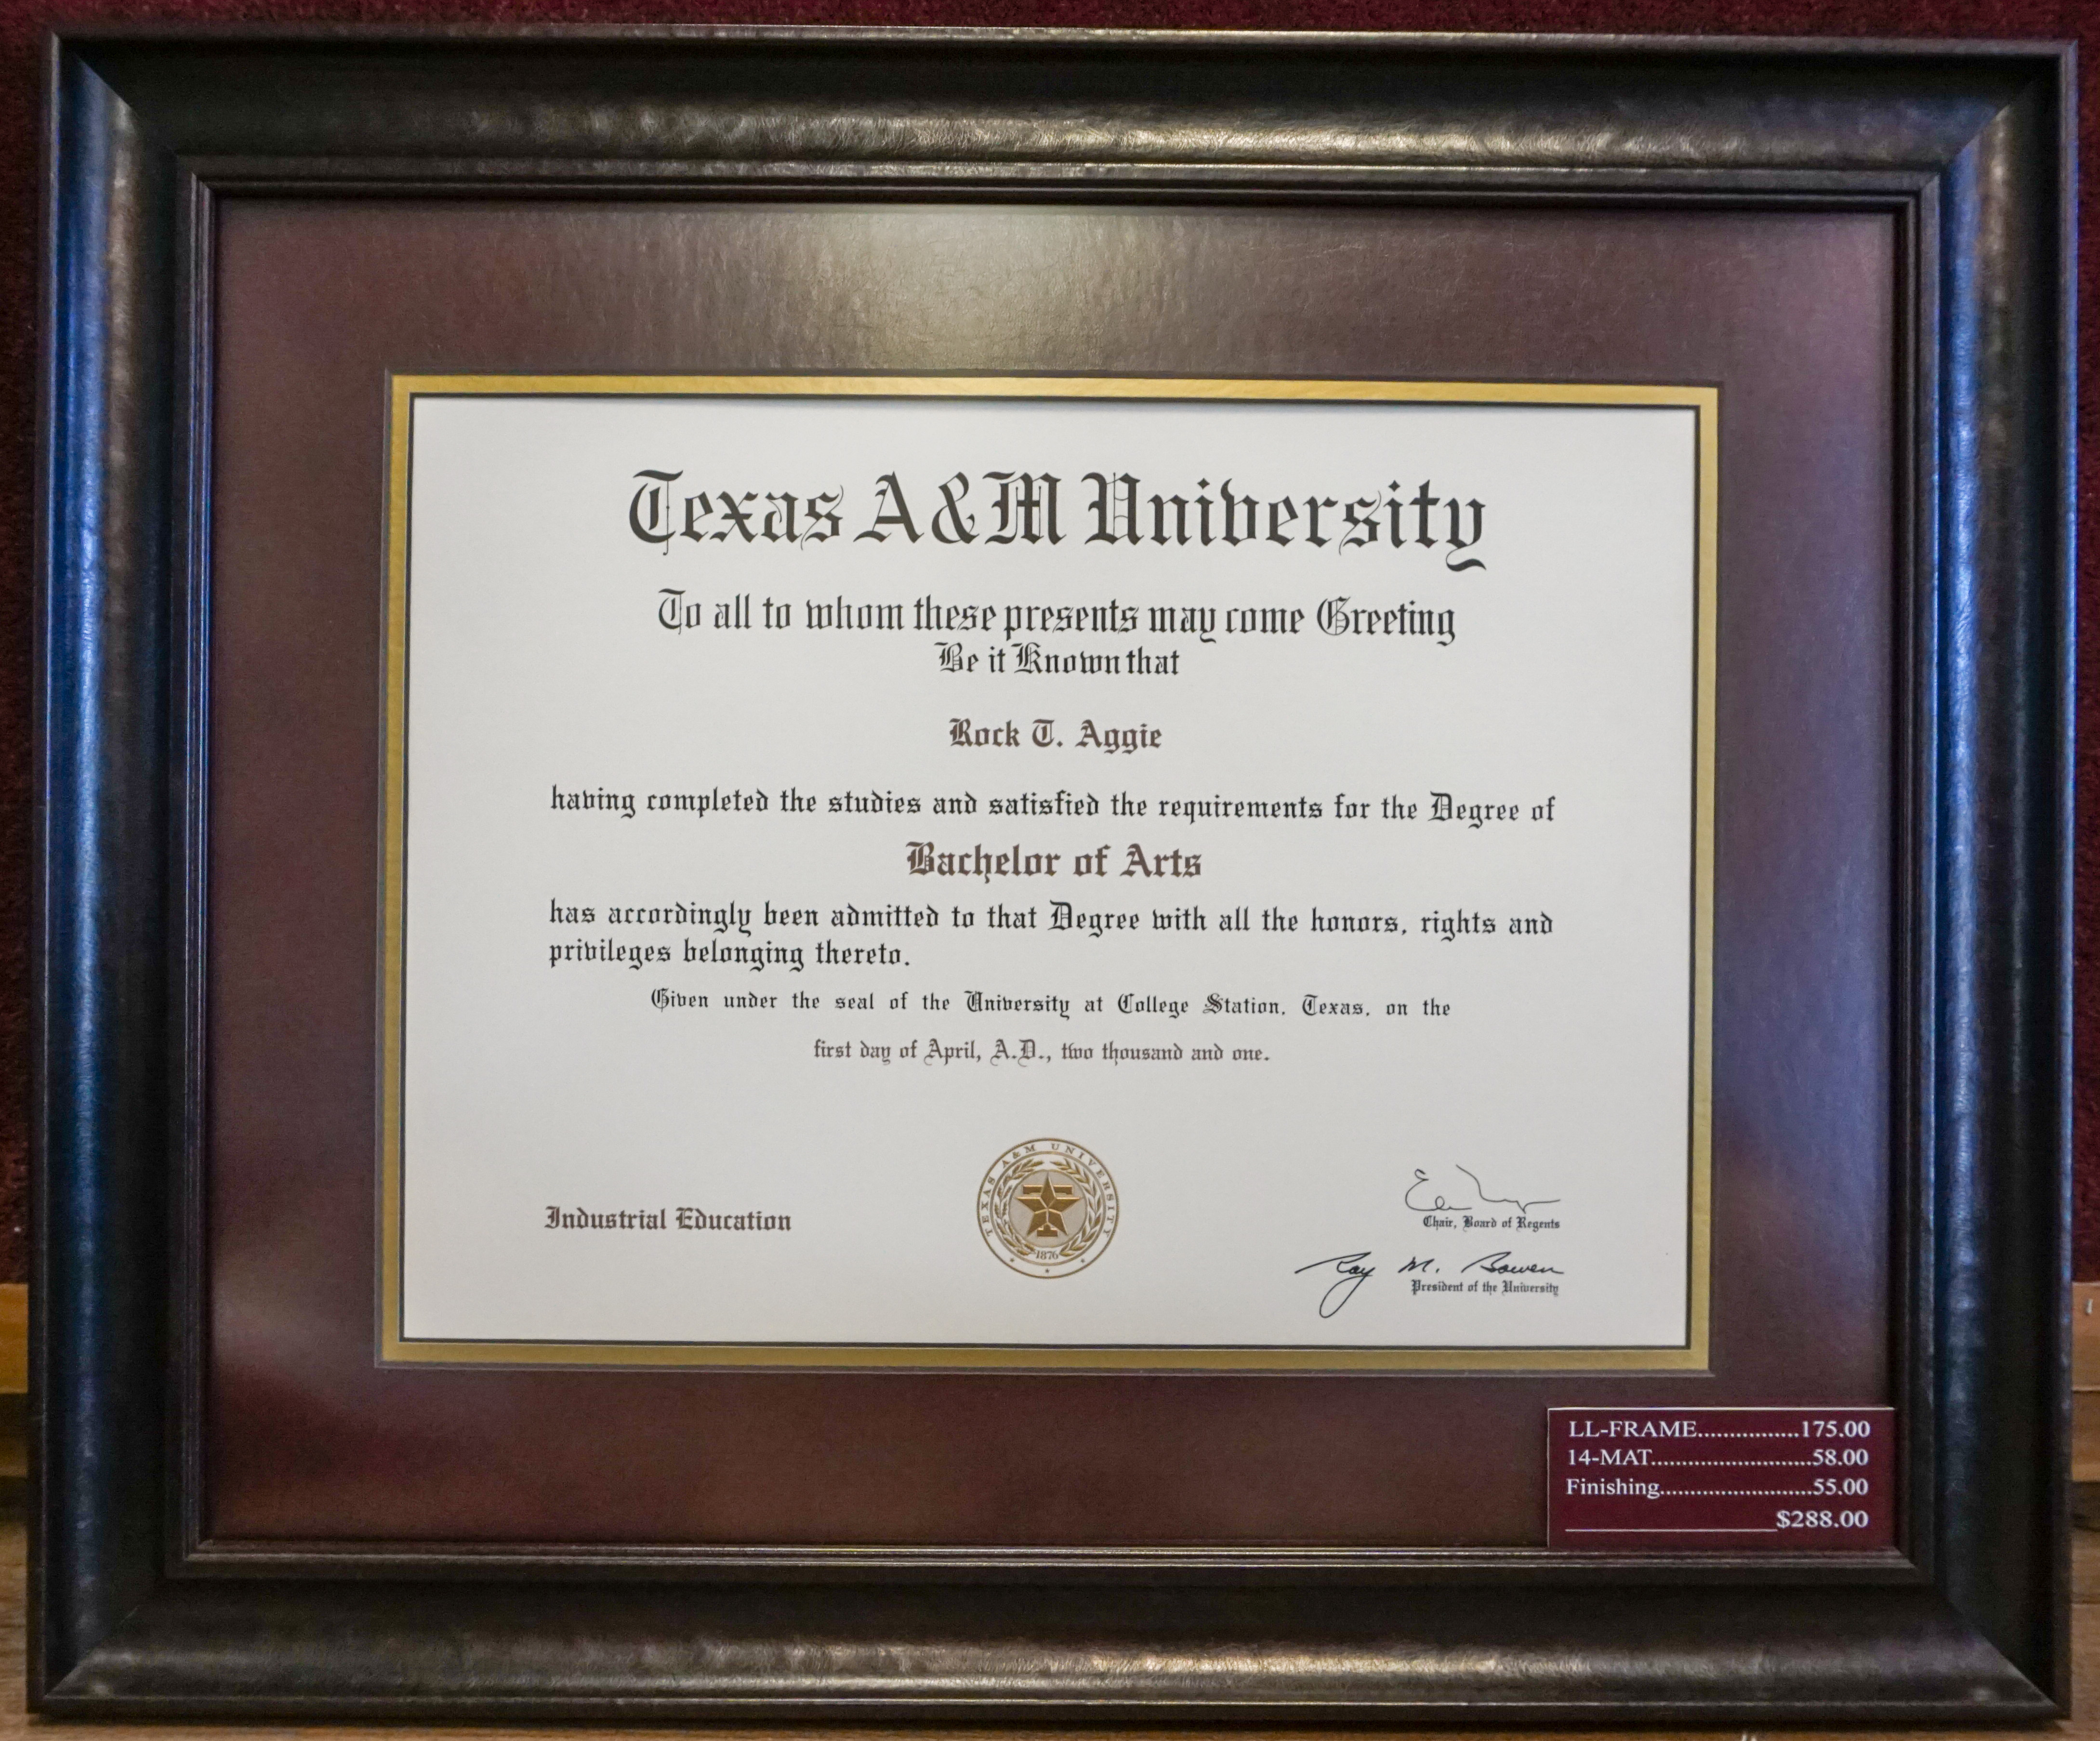 Texas A&M University
To all to whom these presents may come Greeting
Be it Known that
Rock T. Aggie
having completed the studies and satisfied the requirements for the Degree of
Bachelor of Arts
has accordingly been admitted to that Degree with all the honors, rights and
privileges belonging thereto.
Given under the seal of the University at College Station, Texas, on the
first day of April, A.D., two thousand and one.
Industrial Education
TEXAS A&M UNIVERSITY
1876
Chair, Board of Regents
Ray M. Bowen
President of the University
LL-FRAME................175.00
14-MAT..........................58.00
Finishing.........................55.00
$288.00